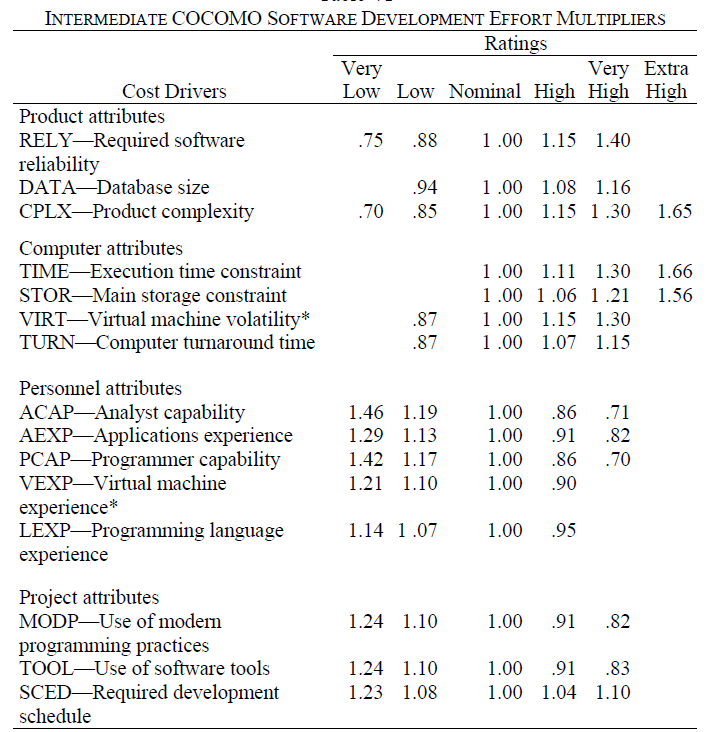 INTERMEDIATE COCOMO SOFTWARE DEVELOPMENT EFFORT MULTIPLIERS
Ratings
Very Very Extra
Cost Drivers Low Low Nominal High High High
Product attributes
RELY—Required software .75 .88 1 .00 1.15 1.40
reliability
DATA—Database size .94 1 .00 1.08 1.16
CPLX—Product complexity .70 .85 1 .00 1.15 1 .30 1.65
Computer attributes
TIME—Execution time constraint 1 .00 1.11 1.30 1.66
STOR—Main storage constraint 1 .00 1 .06 1 .21 1.56
VIRT—Virtual machine volatility* .87 1 .00 1.15 1.30
TURN—Computer turnaround time .87 1 .00 1.07 1.15
Personnel attributes
ACAP—Analyst capability 1.46 1.19 1.00 .86 .71
AEXP—Applications experience 1.29 1.13 1.00 .91 .82
PCAP—Programmer capability 1.42 1.17 1.00 .86 .70
VEXP—Virtual machine 1.21 1.10 1.00 .90
experience*
LEXP—Programming language 1.14 1 .07 1.00 .95
experience
Project attributes
MODP—Use of modern 1.24 1.10 1.00 .91 .82
programming practices
TOOL—Use of software tools 1.24 1.10 1.00 .91 .83
SCED—Required development 1.23 1.08 1.00 1.04 1.10
schedule